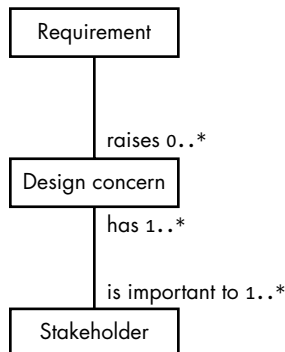 Requirement
raises 0..*
Design concern
has 1..*
is important to 1..*
Stakeholder